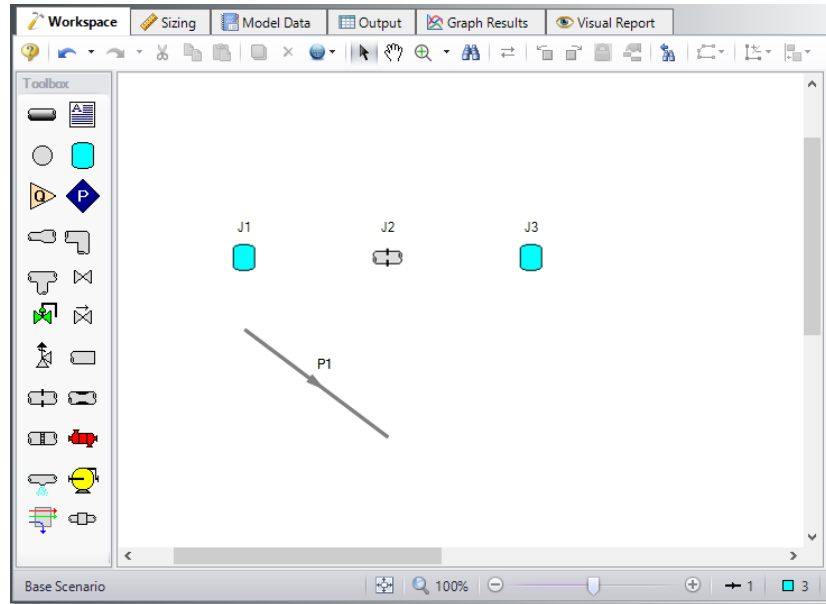 Workspace Sizing Model Data Output Graph Results Visual Report
Toolbox
A
Q P
J1 J2 J3
P1
Base Scenario 100% 1 3